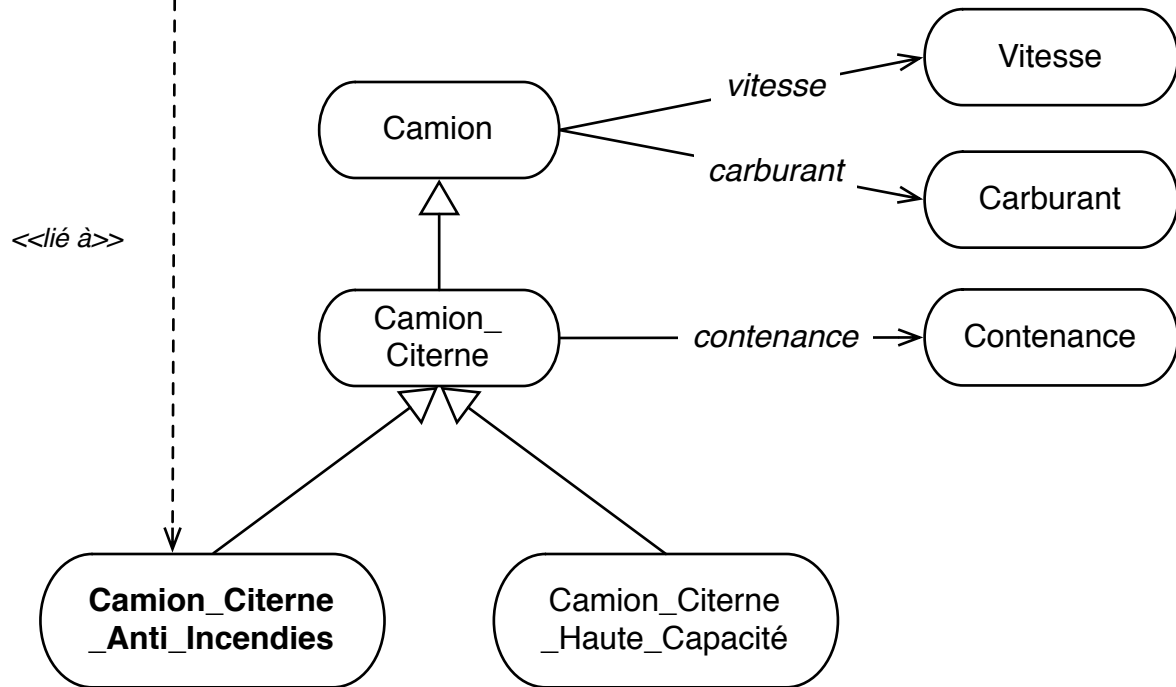 Vitesse
vitesse
Camion
carburant
Carburant
<<lié à>>
Camion_
Citerne
contenance
Contenance
Camion_Citerne
_Anti_Incendies
Camion_Citerne
_Haute_Capacité